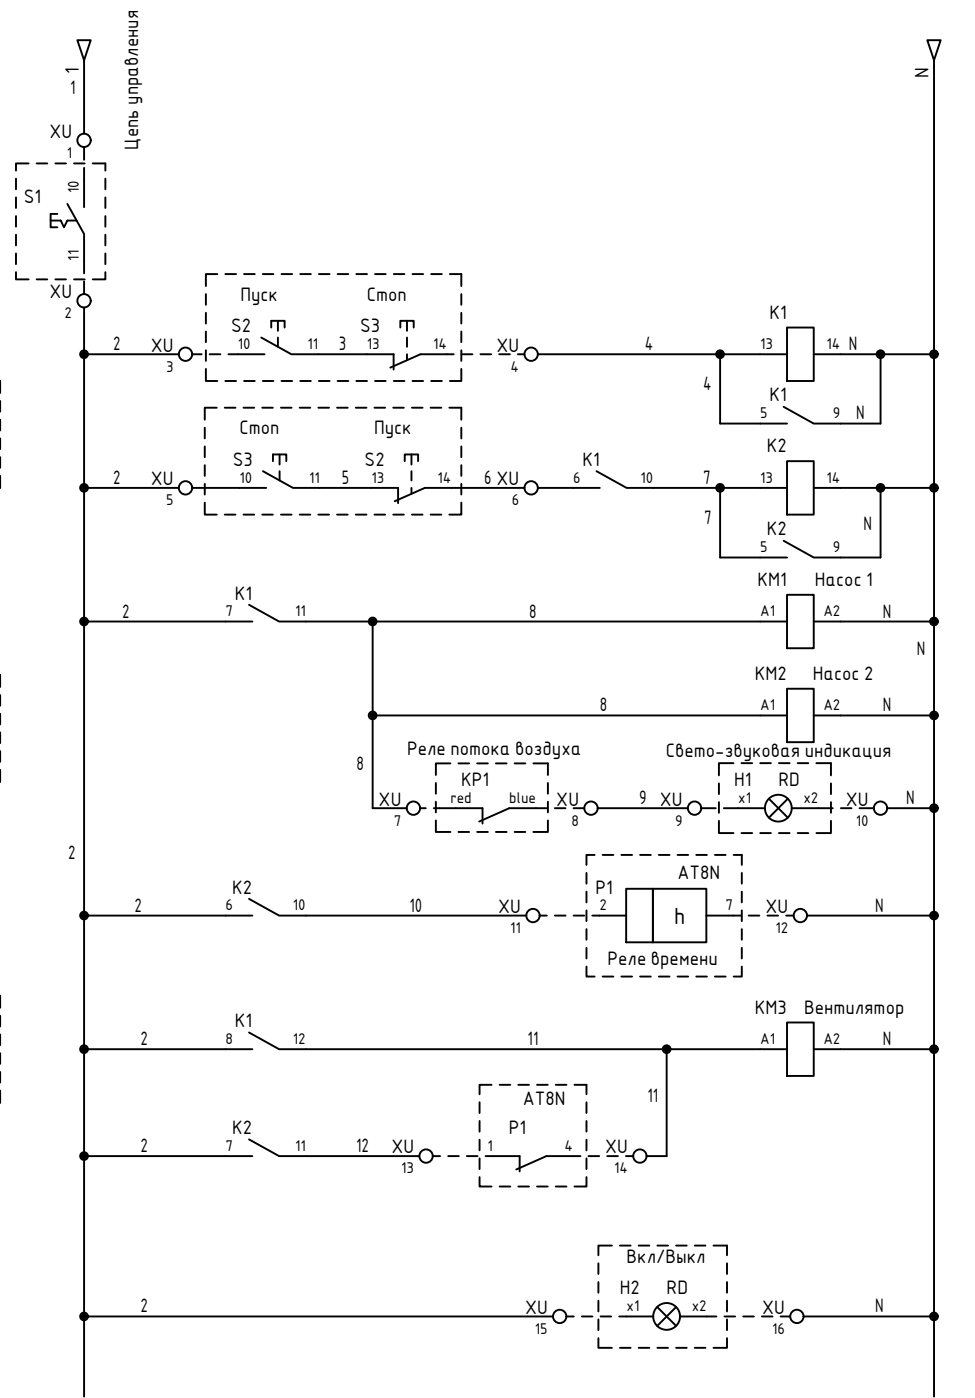 1
1
Цепь управления
N
XU
1
S1
10
11
XU
2
Пуск
Стоп
K1
S2
S3
2
XU
10
11
3
13
14
XU
4
13
14
N
3
4
4
K1
5
9
N
Стоп
Пуск
K2
S3
S2
K1
2
XU
10
11
5
13
14
6
XU
6
10
7
13
14
5
6
7
K2
N
5
9
KM1
Насос 1
K1
2
7
11
8
A1
A2
N
N
KM2
Насос 2
8
A1
A2
N
Реле потока воздуха
Свето-звуковая индикация
8
KP1
H1
RD
XU
red
blue
XU
9
XU
x1
x2
XU
N
7
8
9
10
2
AT8N
K2
P1
2
6
10
10
XU
2
h
7
XU
N
11
12
Реле времени
KM3
Вентилятор
K1
2
8
12
11
A1
A2
N
11
AT8N
K2
P1
2
7
11
12
XU
1
4
XU
13
14
Вкл/Выкл
H2
RD
2
XU
x1
x2
XU
N
15
16